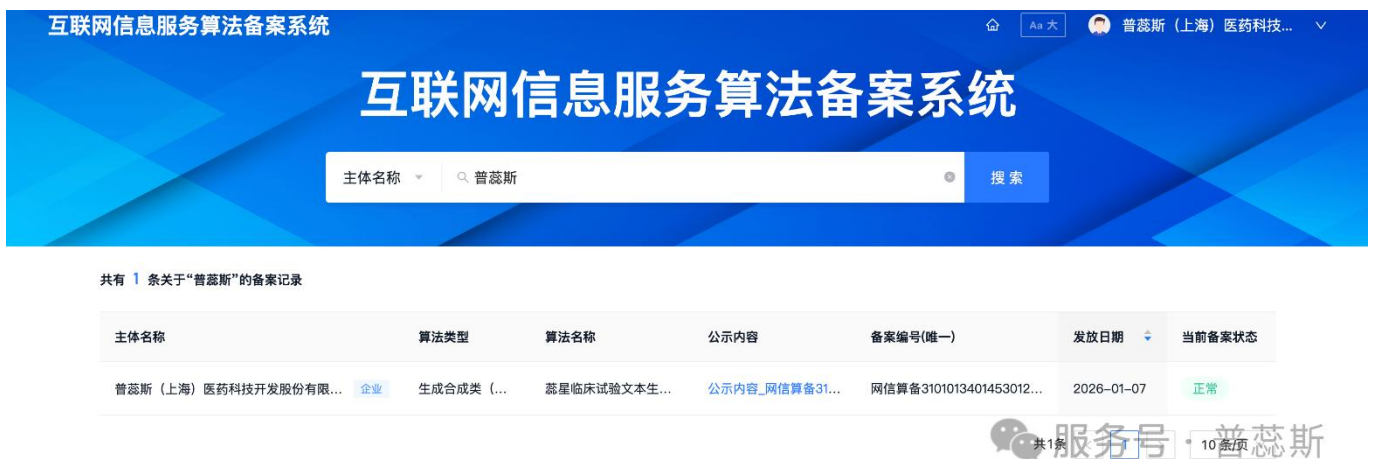 互联网信息服务算法备案系统 Aa 大 普蕊斯（上海）医药科技... 
互联网信息服务算法备案系统
主体名称 普蕊斯 搜索
共有 1 条关于“普蕊斯”的备案记录
主体名称 算法类型 算法名称 公示内容 备案编号(唯一) 发放日期 当前备案状态
普蕊斯（上海）医药科技开发股份有限... 企业 生成合成类（... 蕊星临床试验文本生... 公示内容_网信算备31... 网信算备3101013401453012... 2026-01-07 正常
共1条 1 10条/页
服务号·普蕊斯